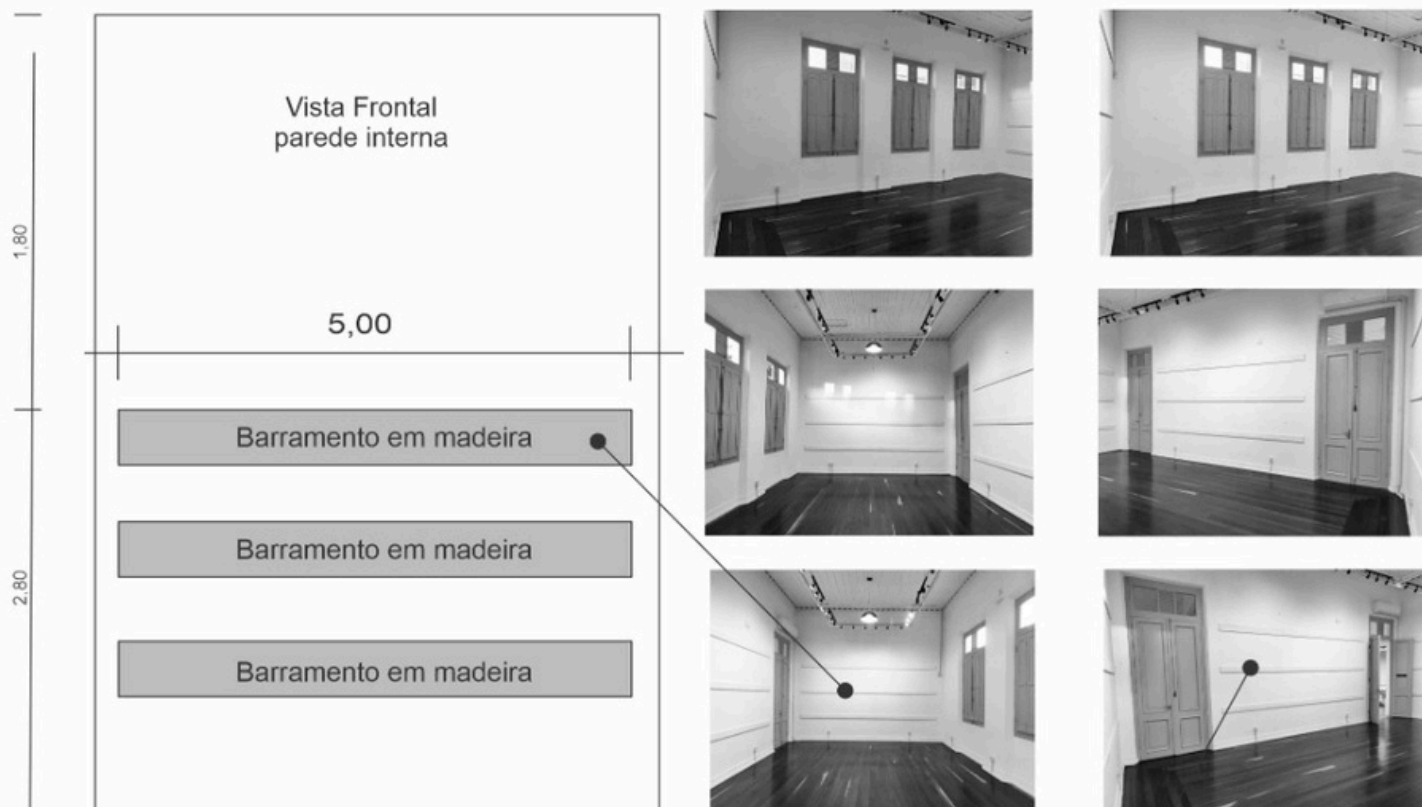 Vista Frontal
parede interna
1,80
5,00
Barramento em madeira
Barramento em madeira
2,80
Barramento em madeira